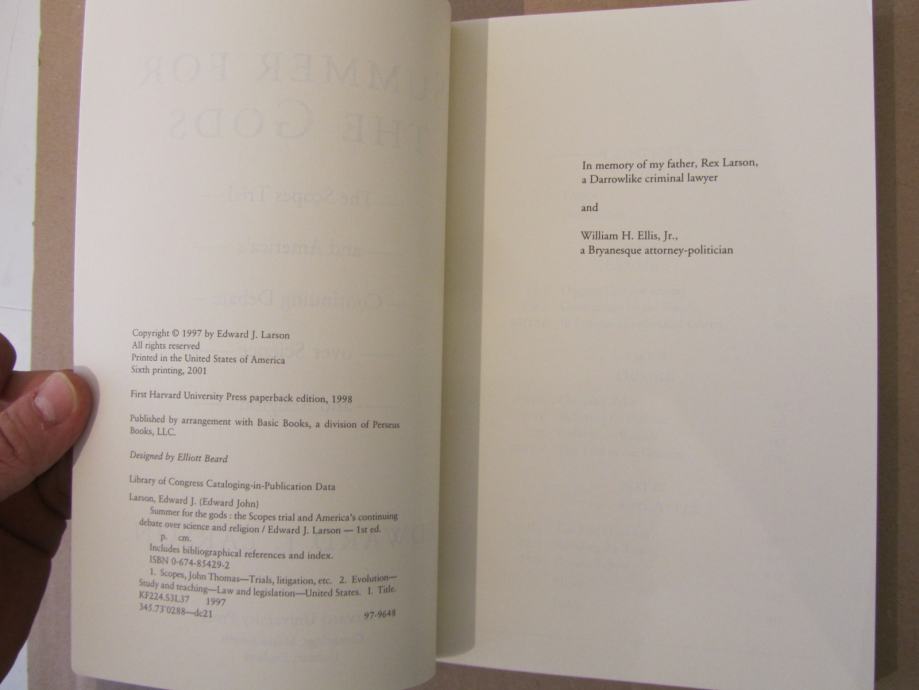 Copyright © 1997 by Edward J. Larson
All rights reserved
Printed in the United States of America
Sixth printing, 2001
First Harvard University Press paperback edition, 1998
Published by arrangement with Basic Books, a division of Perseus
Books, LLC.
Designed by Elliott Beard
Library of Congress Cataloging-in-Publication Data
Larson, Edward J. (Edward John)
Summer for the gods : the Scopes trial and America's continuing
debate over science and religion / Edward J. Larson — 1st ed.
p. cm.
Includes bibliographical references and index.
ISBN 0-674-85429-2
1. Scopes, John Thomas—Trials, litigation, etc. 2. Evolution—
Study and teaching—Law and legislation—United States. I. Title.
KF224.S3L37 1997
345.73'0288—dc21 97-9648
In memory of my father, Rex Larson,
a Darrowlike criminal lawyer
and
William H. Ellis, Jr.,
a Bryanesque attorney-politician